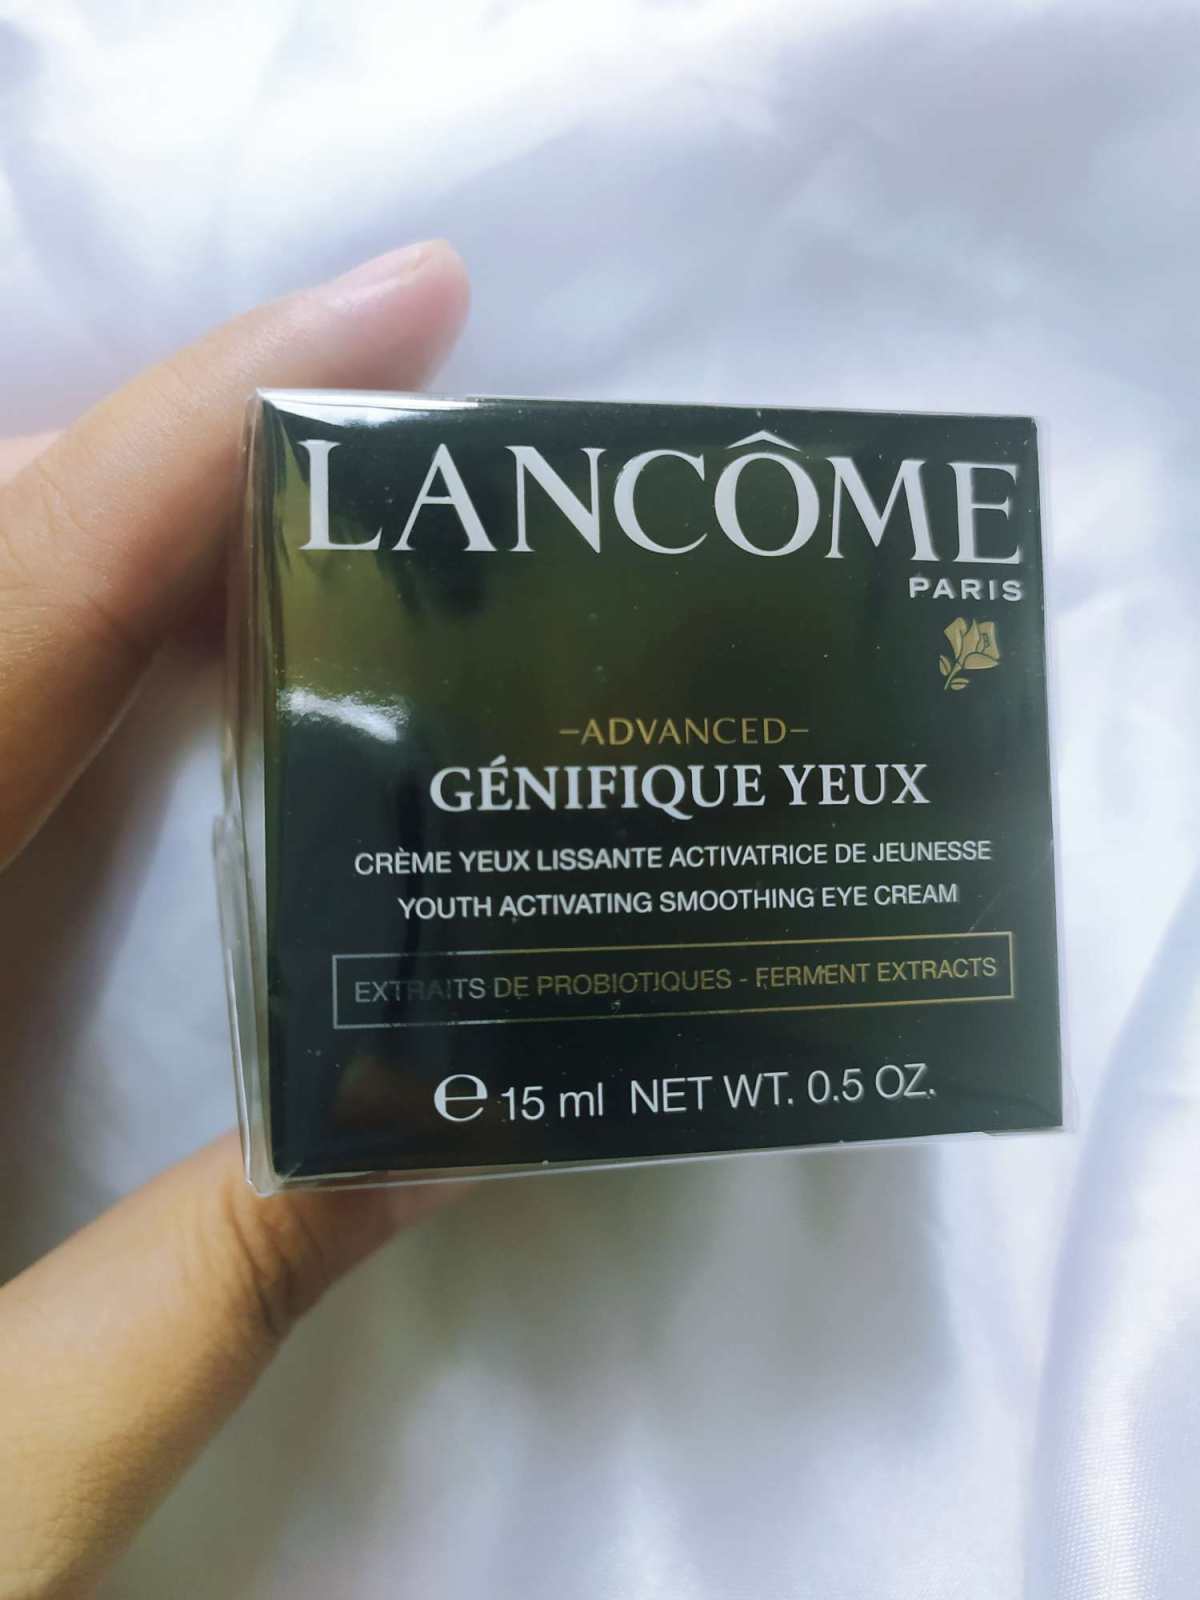 LANCÔME
PARIS
–ADVANCED–
GÉNIFIQUE YEUX
CRÈME YEUX LISSANTE ACTIVATRICE DE JEUNESSE
YOUTH ACTIVATING SMOOTHING EYE CREAM
EXTRAITS DE PROBIOTIQUES - FERMENT EXTRACTS
℮ 15 ml NET WT. 0.5 OZ.